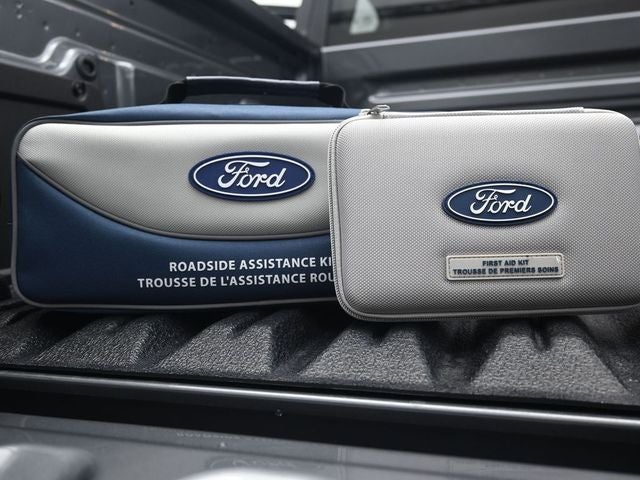 Ford
ROADSIDE ASSISTANCE
TROUSSE DE L'ASSISTANCE
Ford
FIRST AID KIT
TROUSSE DE PREMIERS SOINS